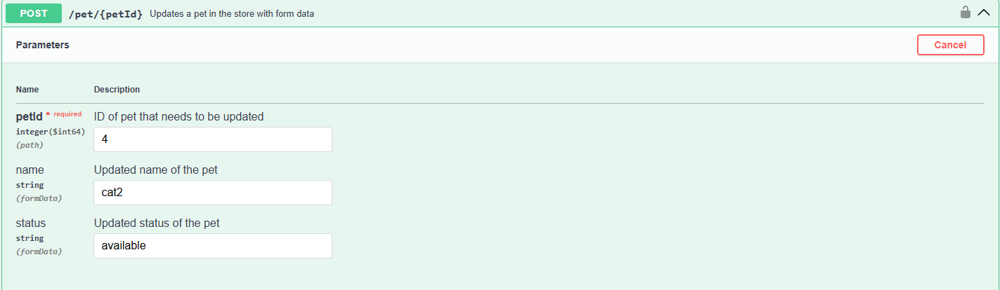 POST /pet/{petId} Updates a pet in the store with form data
Parameters Cancel
Name Description
petId * required ID of pet that needs to be updated
integer($int64)
(path)
4
name Updated name of the pet
string
(formData)
cat2
status Updated status of the pet
string
(formData)
available